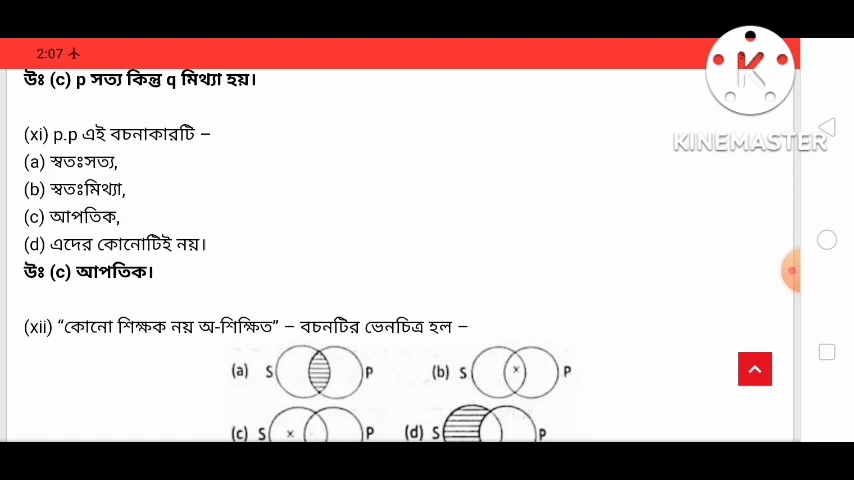 2:07
KINEMASTER
উঃ (c) p সত্য কিন্তু q মিথ্যা হয়।
(xi) p.p এই বচনাকারটি –
(a) স্বতঃসত্য,
(b) স্বতঃমিথ্যা,
(c) আপতিক,
(d) এদের কোনোটিই নয়।
উঃ (c) আপতিক।
(xii) “কোনো শিক্ষক নয় অ-শিক্ষিত” – বচনটির ভেনচিত্র হল –
(a) S P (b) S × P
(c) S × P (d) S P